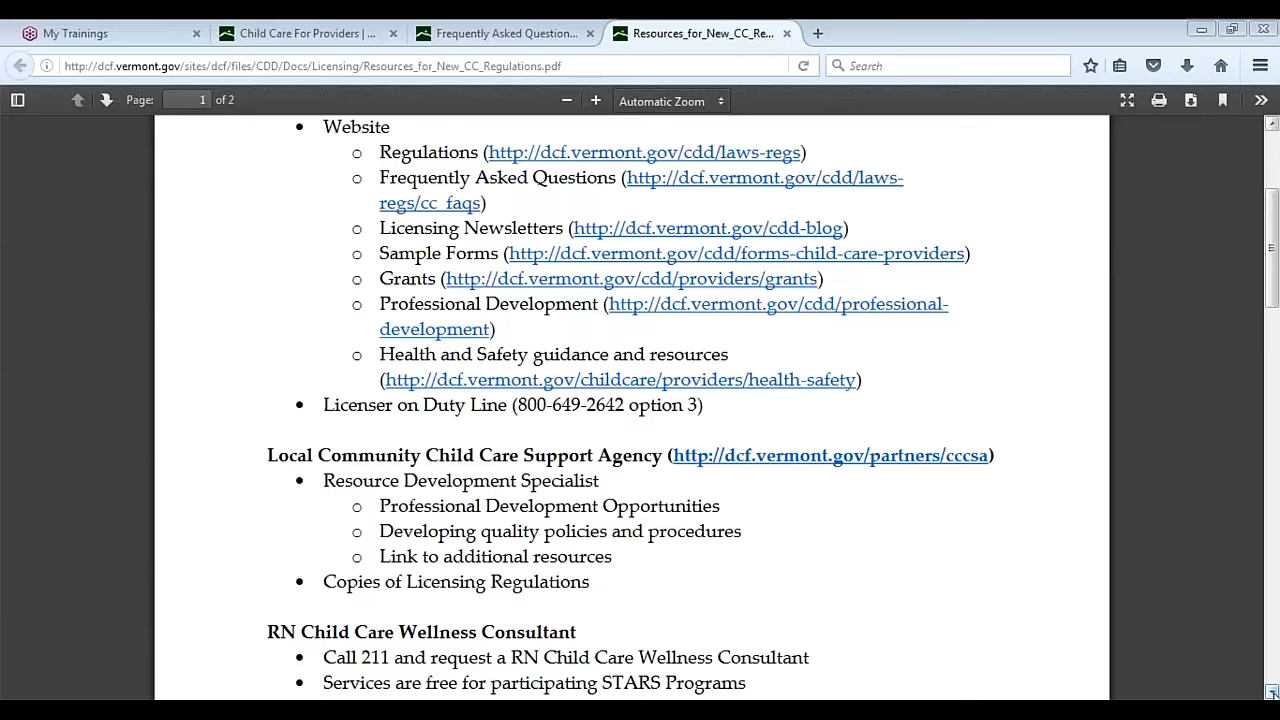 My Trainings
Child Care For Providers | ...
Frequently Asked Question...
Resources_for_New_CC_Re...
http://dcf.vermont.gov/sites/dcf/files/CDD/Docs/Licensing/Resources_for_New_CC_Regulations.pdf
Search
Page: 1 of 2
Automatic Zoom
• Website
o Regulations (http://dcf.vermont.gov/cdd/laws-regs)
o Frequently Asked Questions (http://dcf.vermont.gov/cdd/laws-
regs/cc_faqs)
o Licensing Newsletters (http://dcf.vermont.gov/cdd-blog)
o Sample Forms (http://dcf.vermont.gov/cdd/forms-child-care-providers)
o Grants (http://dcf.vermont.gov/cdd/providers/grants)
o Professional Development (http://dcf.vermont.gov/cdd/professional-
development)
o Health and Safety guidance and resources
(http://dcf.vermont.gov/childcare/providers/health-safety)
• Licenser on Duty Line (800-649-2642 option 3)
Local Community Child Care Support Agency (http://dcf.vermont.gov/partners/cccsa)
• Resource Development Specialist
o Professional Development Opportunities
o Developing quality policies and procedures
o Link to additional resources
• Copies of Licensing Regulations
RN Child Care Wellness Consultant
• Call 211 and request a RN Child Care Wellness Consultant
• Services are free for participating STARS Programs